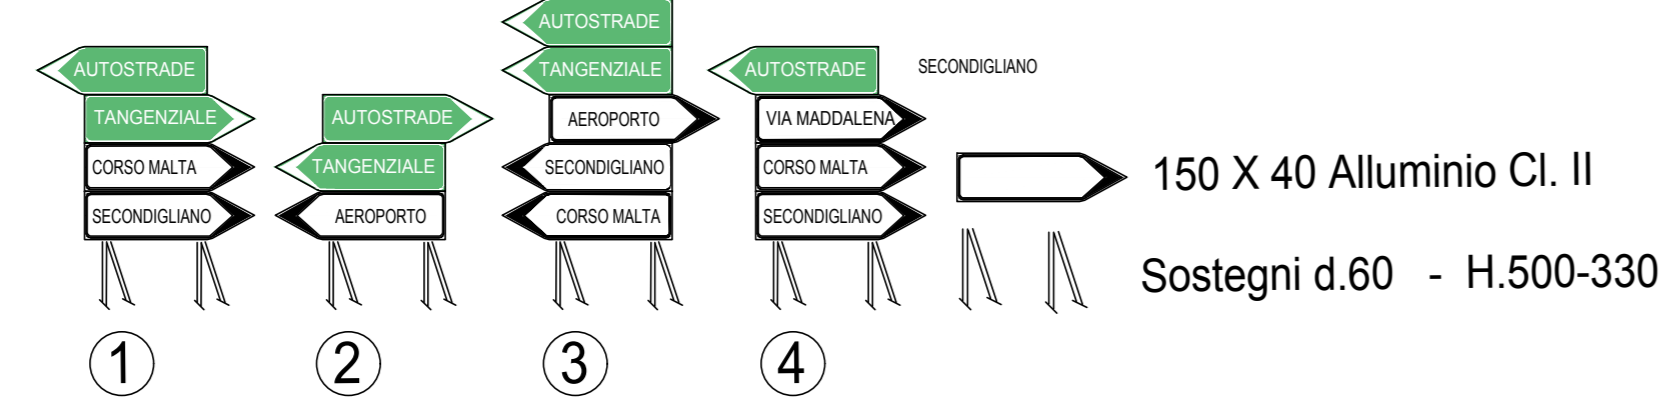 AUTOSTRADE
TANGENZIALE
CORSO MALTA
SECONDIGLIANO
1
AUTOSTRADE
TANGENZIALE
AEROPORTO
2
AUTOSTRADE
TANGENZIALE
AEROPORTO
SECONDIGLIANO
CORSO MALTA
3
AUTOSTRADE
VIA MADDALENA
CORSO MALTA
SECONDIGLIANO
4
SECONDIGLIANO
150 X 40 Alluminio Cl. II
Sostegni d.60 - H.500-330